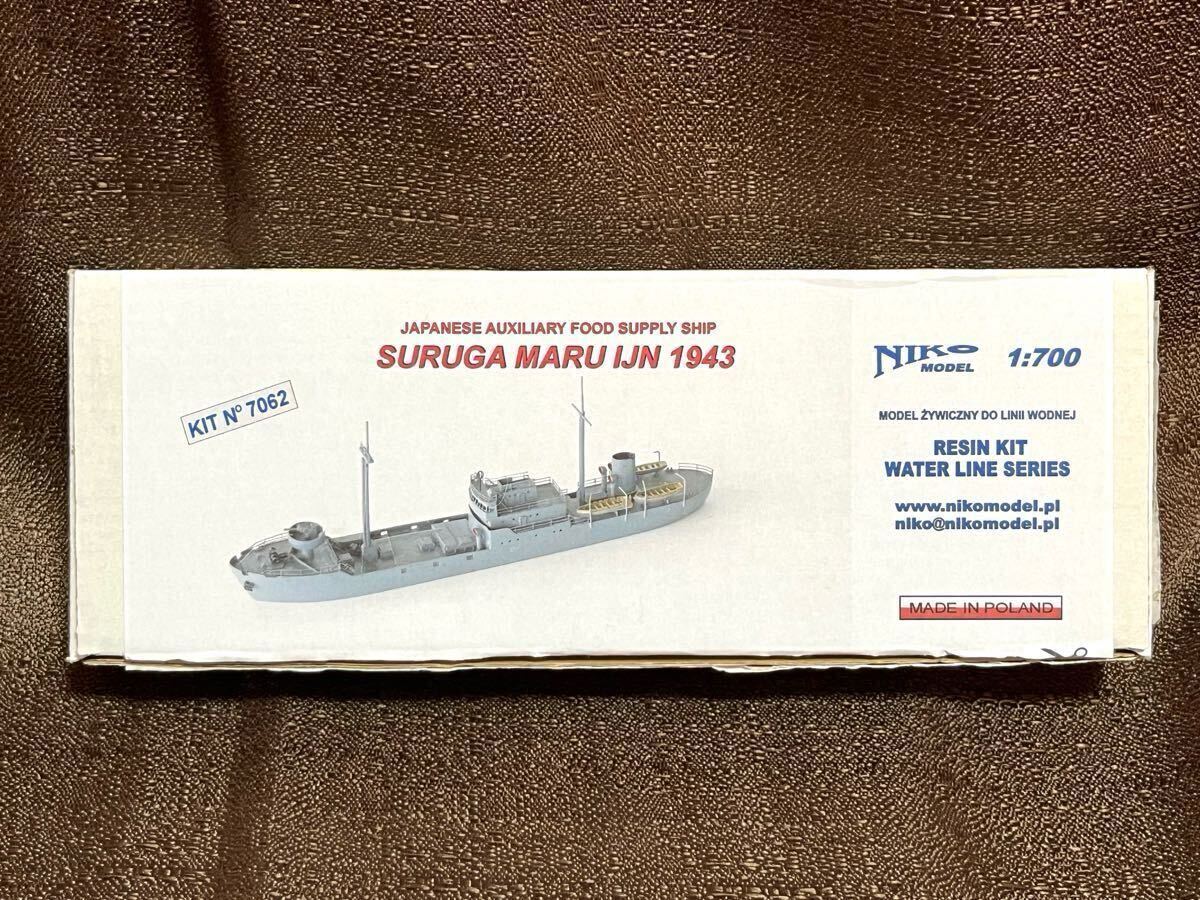 JAPANESE AUXILIARY FOOD SUPPLY SHIP
SURUGA MARU IJN 1943
KIT Nº 7062
NIKO
MODEL
1:700
MODEL ŻYWICZNY DO LINII WODNEJ
RESIN KIT
WATER LINE SERIES
www.nikomodel.pl
niko@nikomodel.pl
MADE IN POLAND